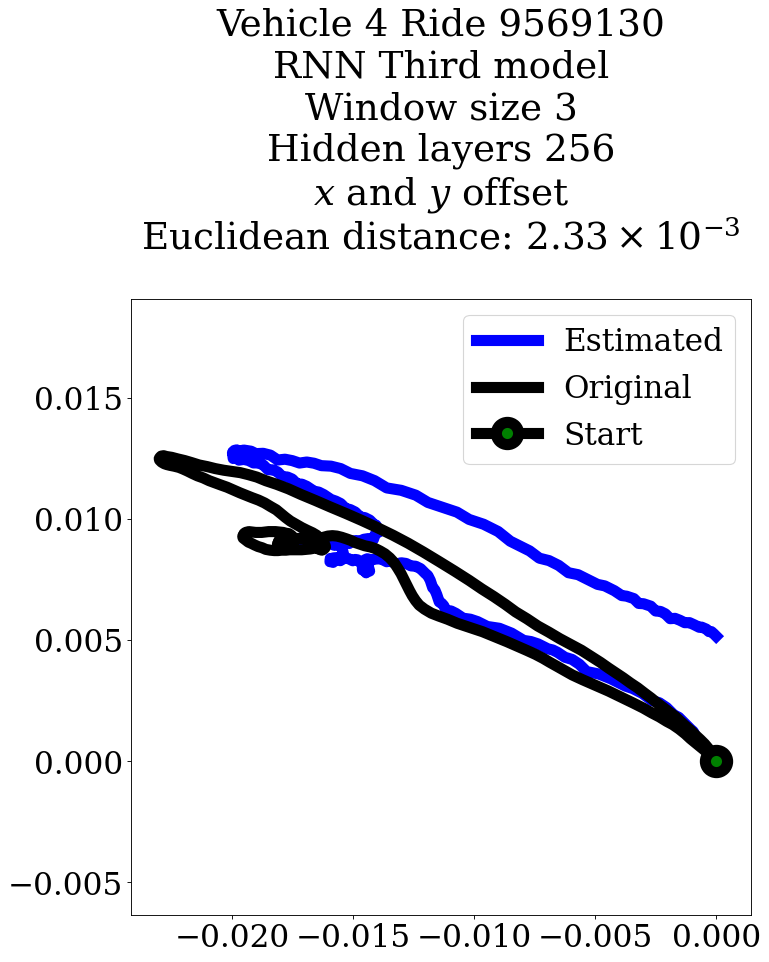 Vehicle 4 Ride 9569130
RNN Third model
Window size 3
Hidden layers 256
x and y offset
Euclidean distance: 2.33 × 10⁻³
Estimated
Original
Start
0.015
0.010
0.005
0.000
−0.005
−0.020 −0.015 −0.010 −0.005 0.000